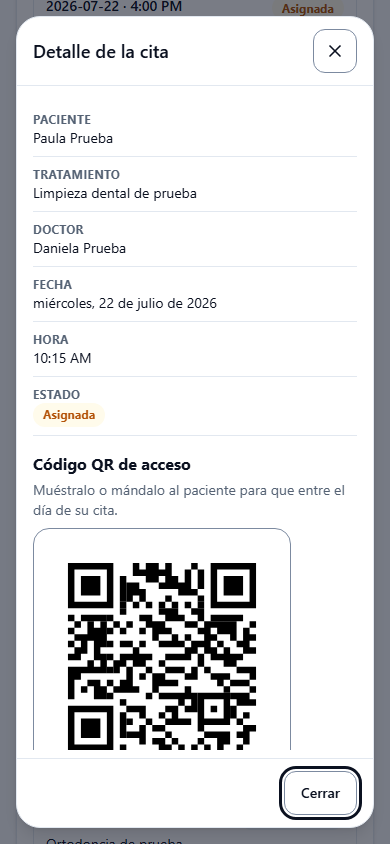 2026-07-22 · 4:00 PM
Asignada
Detalle de la cita
PACIENTE
Paula Prueba
TRATAMIENTO
Limpieza dental de prueba
DOCTOR
Daniela Prueba
FECHA
miércoles, 22 de julio de 2026
HORA
10:15 AM
ESTADO
Asignada
Código QR de acceso
Muéstralo o mándalo al paciente para que entre el
día de su cita.
Cerrar
Ortodoncia de prueba